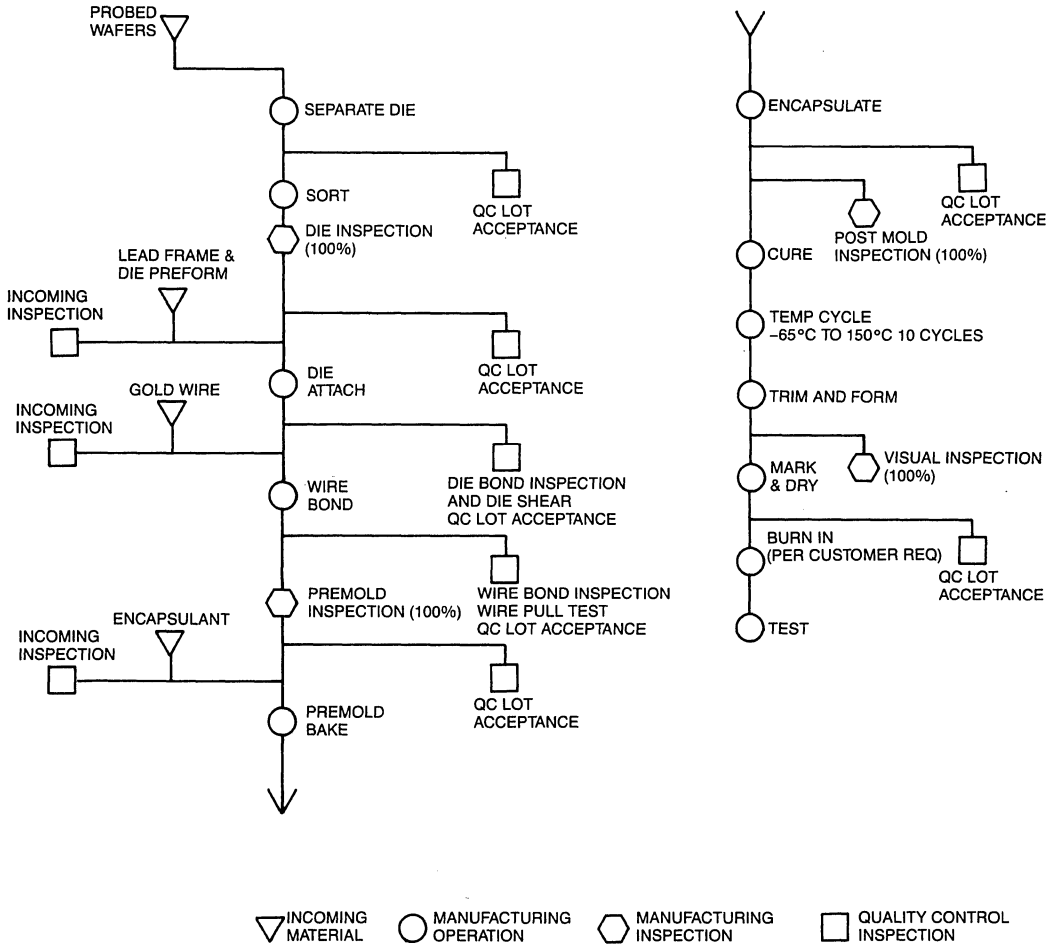 PROBED
WAFERS
SEPARATE DIE
SORT
QC LOT
ACCEPTANCE
DIE INSPECTION
(100%)
LEAD FRAME &
DIE PREFORM
INCOMING
INSPECTION
DIE
ATTACH
QC LOT
ACCEPTANCE
GOLD WIRE
INCOMING
INSPECTION
WIRE
BOND
DIE BOND INSPECTION
AND DIE SHEAR
QC LOT ACCEPTANCE
PREMOLD
INSPECTION (100%)
WIRE BOND INSPECTION
WIRE PULL TEST
QC LOT ACCEPTANCE
ENCAPSULANT
INCOMING
INSPECTION
PREMOLD
BAKE
QC LOT
ACCEPTANCE
ENCAPSULATE
QC LOT
ACCEPTANCE
POST MOLD
INSPECTION (100%)
CURE
TEMP CYCLE
–65°C TO 150°C 10 CYCLES
TRIM AND FORM
VISUAL INSPECTION
(100%)
MARK
& DRY
BURN IN
(PER CUSTOMER REQ)
QC LOT
ACCEPTANCE
TEST
INCOMING
MATERIAL
MANUFACTURING
OPERATION
MANUFACTURING
INSPECTION
QUALITY CONTROL
INSPECTION